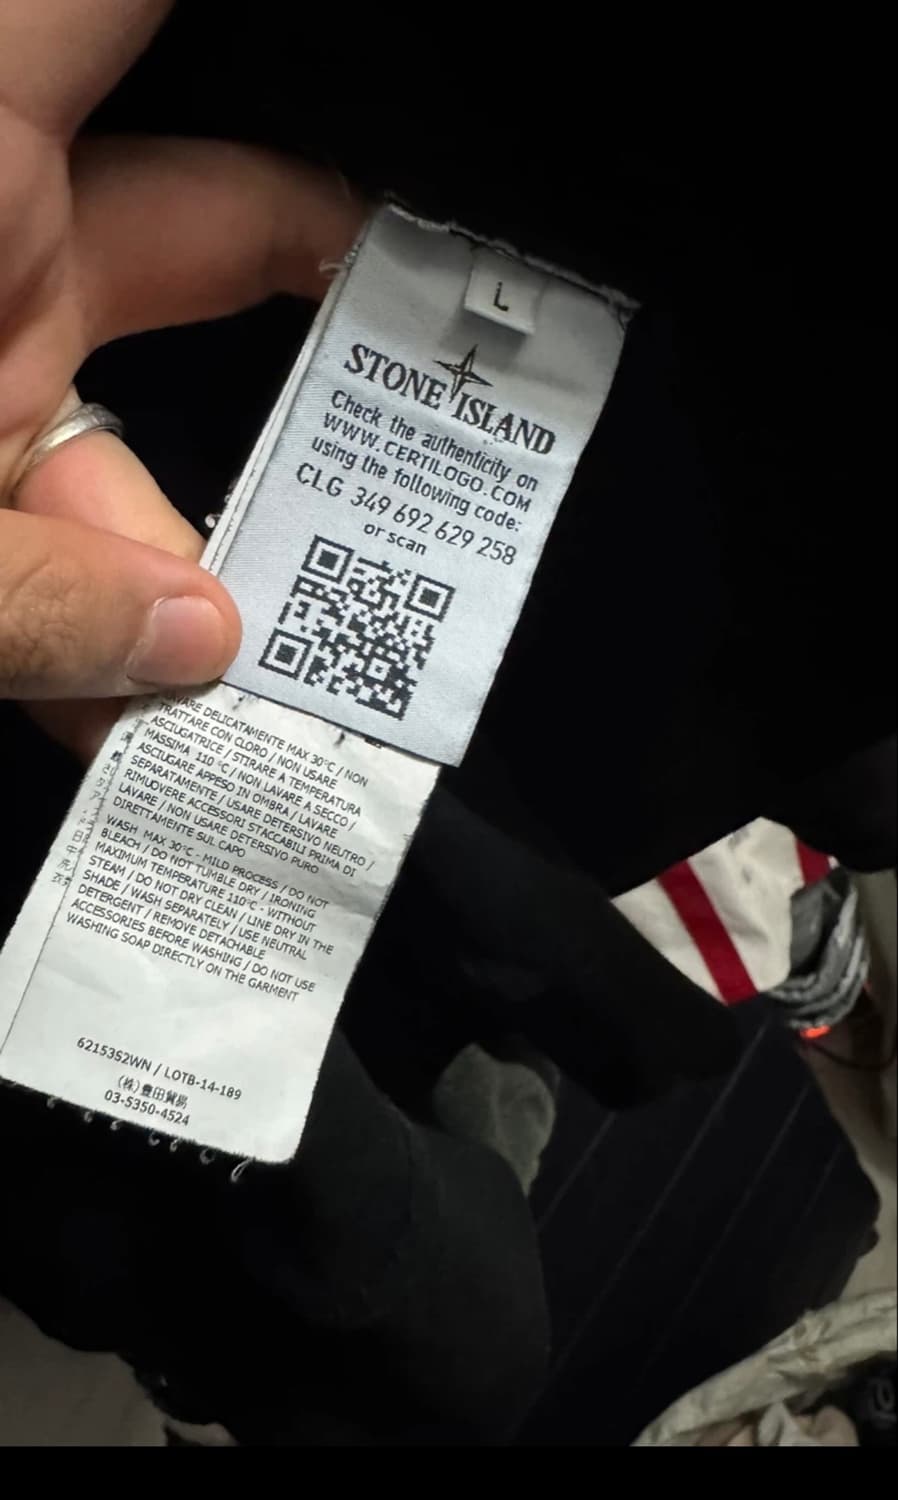 L
STONE ISLAND
Check the authenticity on
WWW.CERTILOGO.COM
using the following code:
CLG 349 692 629 258
or scan
DELICATAMENTE MAX 30°C / NON
TRATTARE CON CLORO / NON USARE
ASCIUGATRICE / STIRARE A TEMPERATURA
MASSIMA 110 °C / NON LAVARE A SECCO /
ASCIUGARE APPESO IN OMBRA / LAVARE
SEPARATAMENTE / USARE DETERSIVO NEUTRO /
RIMUOVERE ACCESSORI STACCABILI PRIMA DI
LAVARE / NON USARE DETERSIVO PURO
DIRETTAMENTE SUL CAPO
WASH MAX 30°C - MILD PROCESS / DO NOT
BLEACH / DO NOT TUMBLE DRY / IRONING
MAXIMUM TEMPERATURE 110°C - WITHOUT
STEAM / DO NOT DRY CLEAN / LINE DRY IN THE
SHADE / WASH SEPARATELY / USE NEUTRAL
DETERGENT / REMOVE DETACHABLE
ACCESSORIES BEFORE WASHING / DO NOT USE
WASHING SOAP DIRECTLY ON THE GARMENT
6215352WN / LOTB-14-189
(株)豊田貿易
03-5350-4524